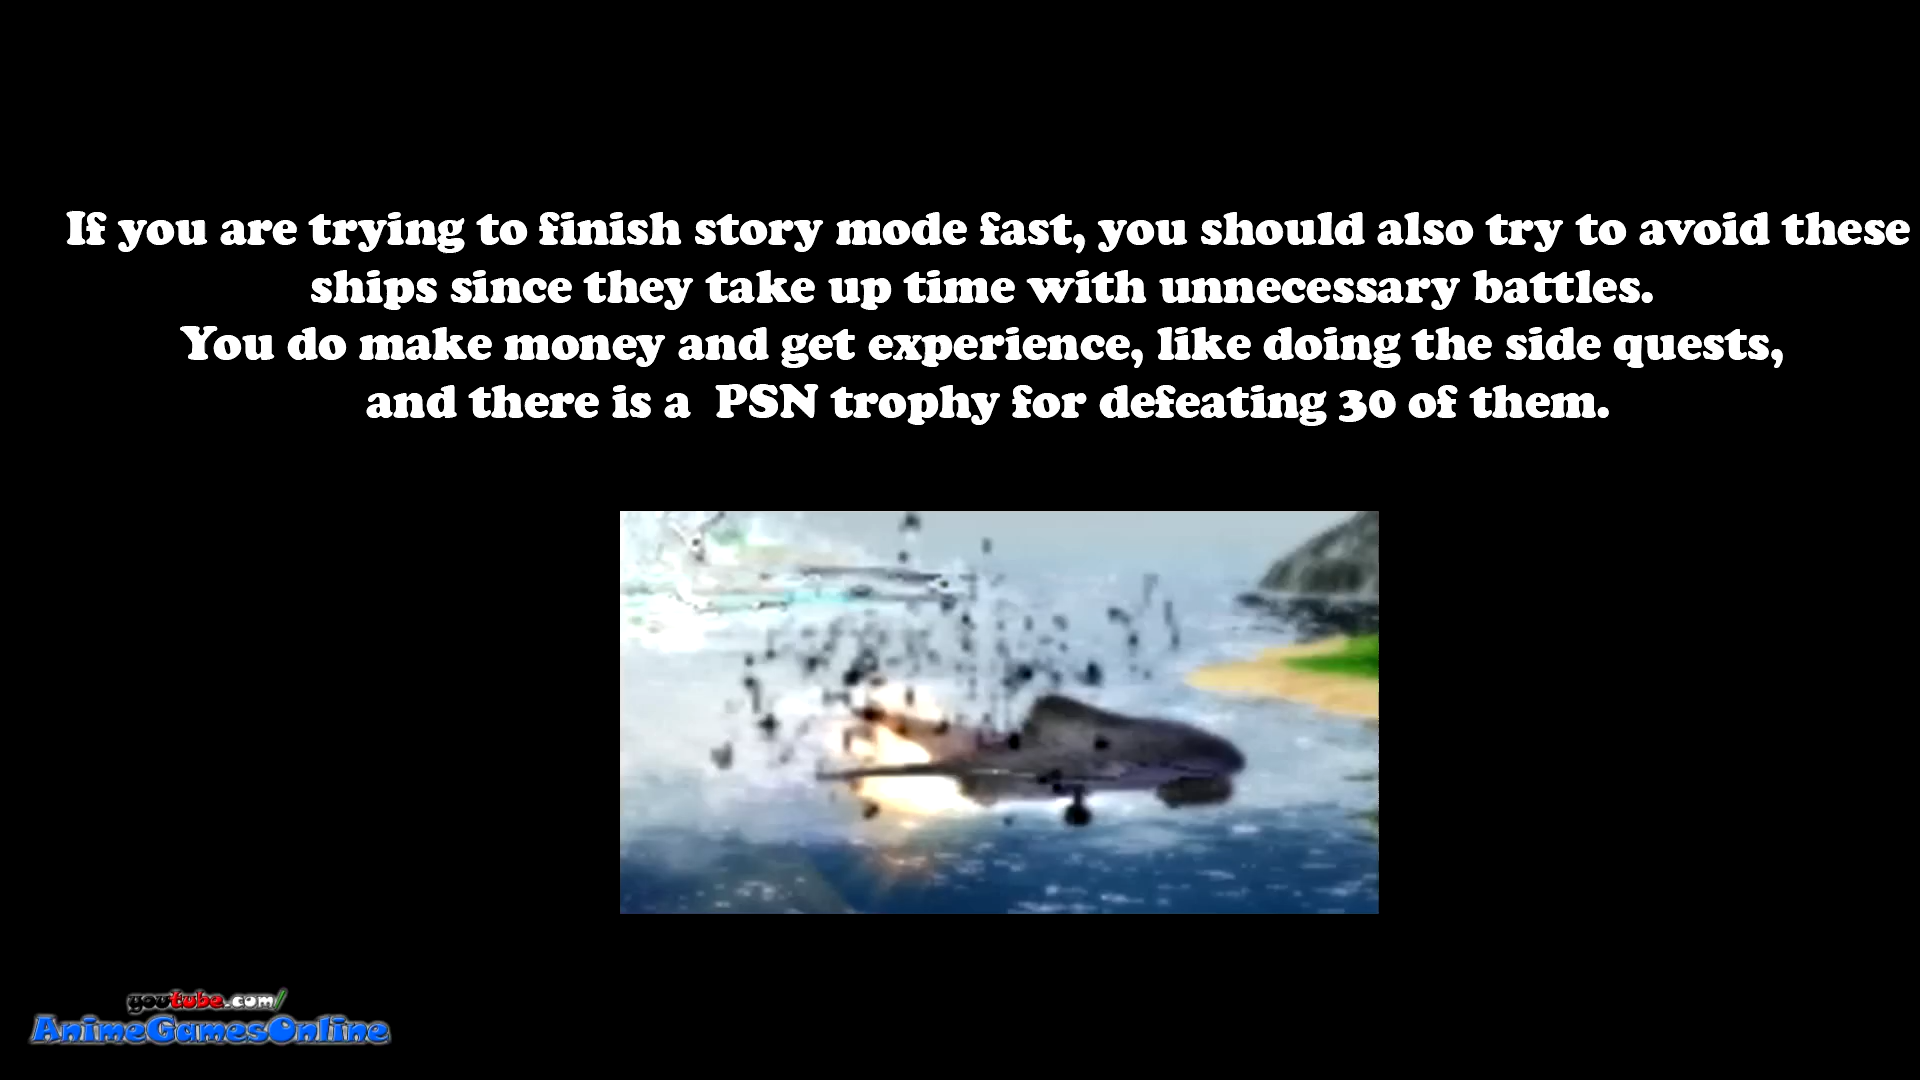 If you are trying to finish story mode fast, you should also try to avoid these
ships since they take up time with unnecessary battles.
You do make money and get experience, like doing the side quests,
and there is a PSN trophy for defeating 30 of them.
youtube.com/
AnimeGamesOnline